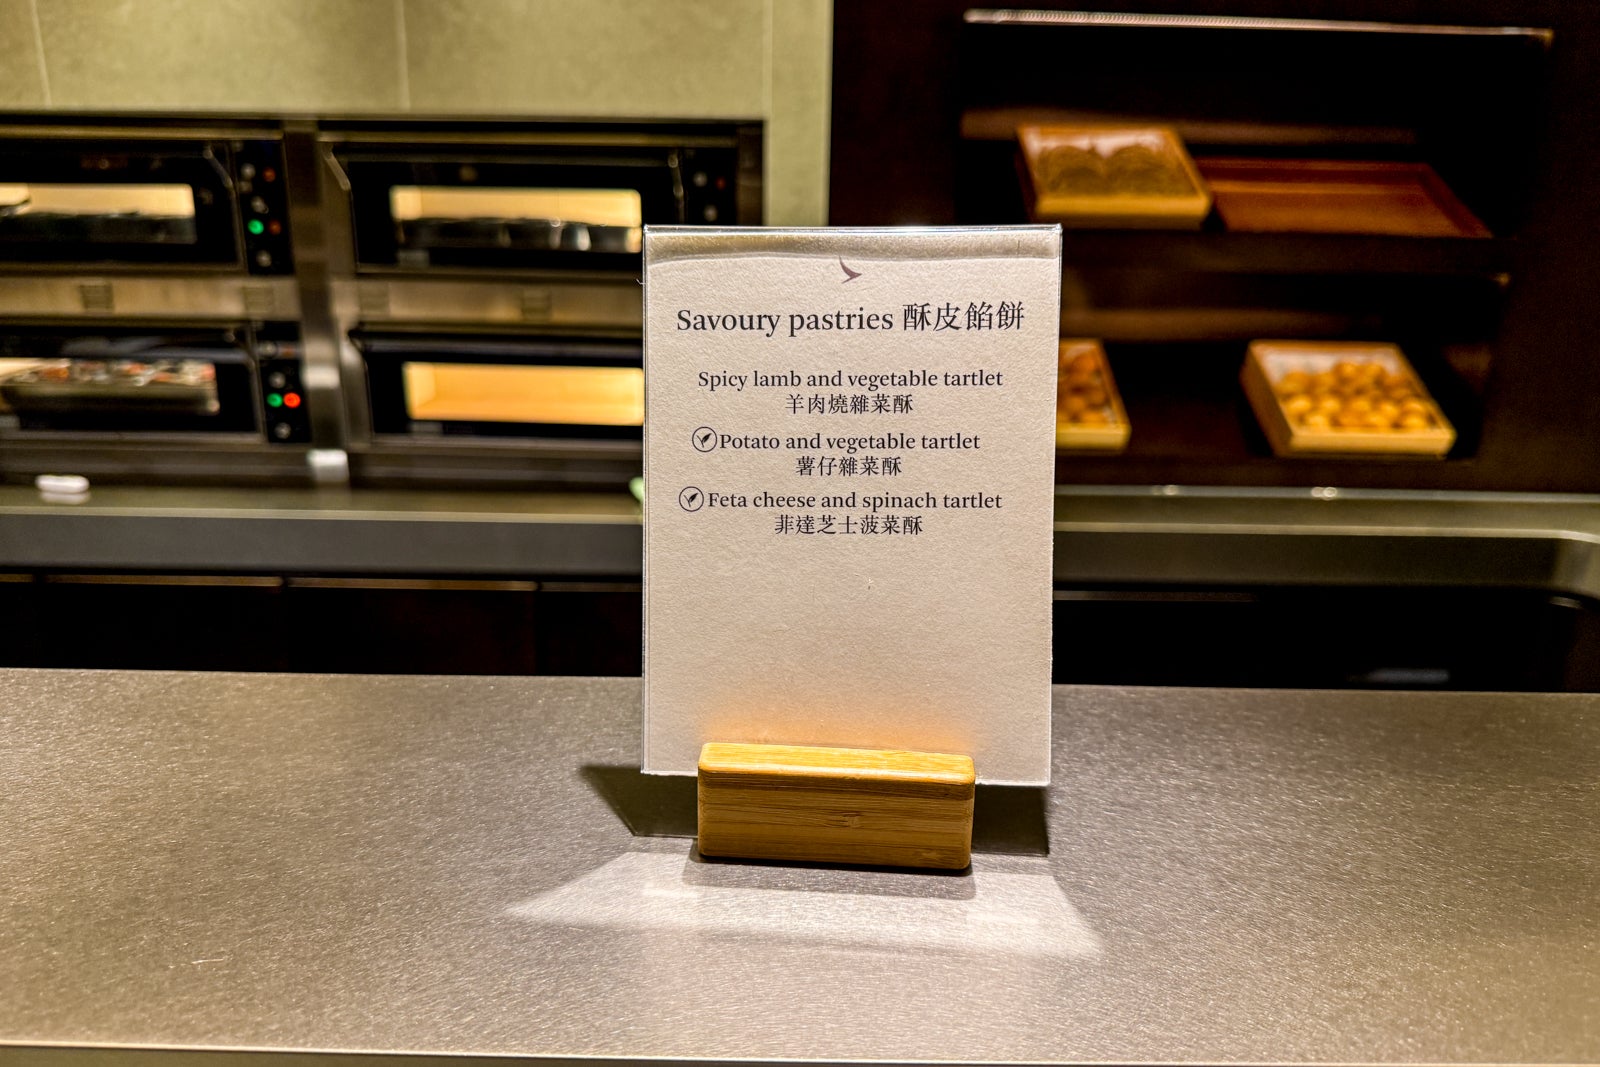 Savoury pastries 酥皮餡餅
Spicy lamb and vegetable tartlet
羊肉燒雜菜酥
Potato and vegetable tartlet
薯仔雜菜酥
Feta cheese and spinach tartlet
菲達芝士菠菜酥